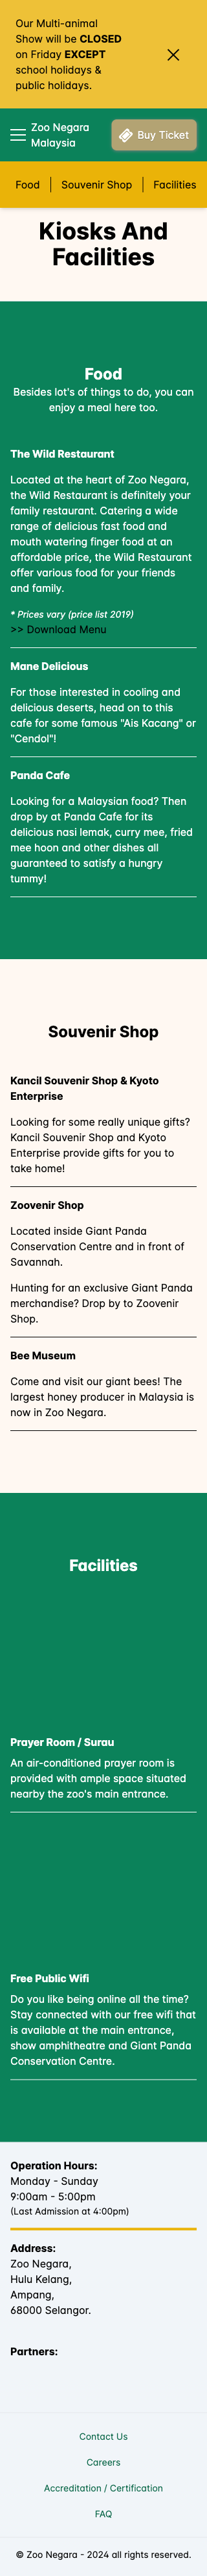 Our Multi-animal
Show will be CLOSED
on Friday EXCEPT
school holidays &
public holidays.
Zoo Negara
Malaysia
Buy Ticket
Food
Souvenir Shop
Facilities
Kiosks And
Facilities
Food
Besides lot's of things to do, you can
enjoy a meal here too.
The Wild Restaurant
Located at the heart of Zoo Negara,
the Wild Restaurant is definitely your
family restaurant. Catering a wide
range of delicious fast food and
mouth watering finger food at an
affordable price, the Wild Restaurant
offer various food for your friends
and family.
* Prices vary (price list 2019)
>> Download Menu
Mane Delicious
For those interested in cooling and
delicious deserts, head on to this
cafe for some famous "Ais Kacang" or
"Cendol"!
Panda Cafe
Looking for a Malaysian food? Then
drop by at Panda Cafe for its
delicious nasi lemak, curry mee, fried
mee hoon and other dishes all
guaranteed to satisfy a hungry
tummy!
Souvenir Shop
Kancil Souvenir Shop & Kyoto
Enterprise
Looking for some really unique gifts?
Kancil Souvenir Shop and Kyoto
Enterprise provide gifts for you to
take home!
Zoovenir Shop
Located inside Giant Panda
Conservation Centre and in front of
Savannah.
Hunting for an exclusive Giant Panda
merchandise? Drop by to Zoovenir
Shop.
Bee Museum
Come and visit our giant bees! The
largest honey producer in Malaysia is
now in Zoo Negara.
Facilities
Prayer Room / Surau
An air-conditioned prayer room is
provided with ample space situated
nearby the zoo's main entrance.
Free Public Wifi
Do you like being online all the time?
Stay connected with our free wifi that
is available at the main entrance,
show amphitheatre and Giant Panda
Conservation Centre.
Operation Hours:
Monday - Sunday
9:00am - 5:00pm
(Last Admission at 4:00pm)
Address:
Zoo Negara,
Hulu Kelang,
Ampang,
68000 Selangor.
Partners:
Contact Us
Careers
Accreditation / Certification
FAQ
© Zoo Negara - 2024 all rights reserved.